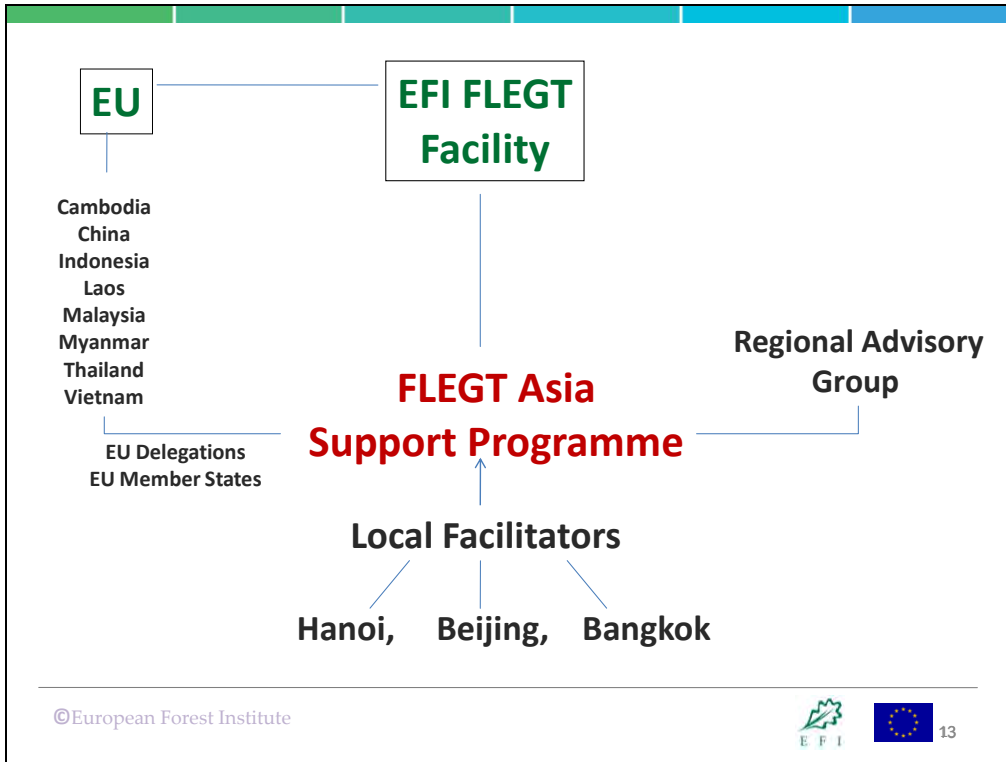 EU
EFI FLEGT
Facility
Cambodia
China
Indonesia
Laos
Malaysia
Myanmar
Thailand
Vietnam
EU Delegations
EU Member States
FLEGT Asia
Support Programme
Regional Advisory
Group
Local Facilitators
Hanoi, Beijing, Bangkok
©European Forest Institute
E F I
13